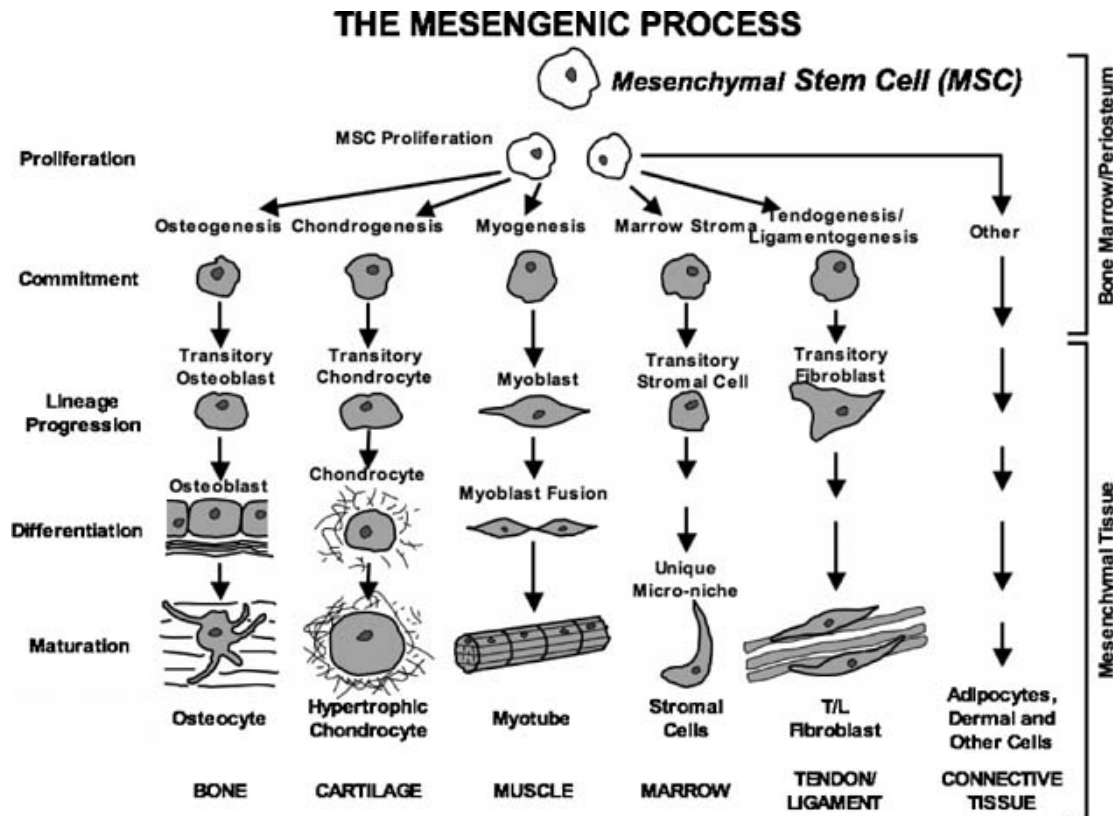 THE MESENGENIC PROCESS
Mesenchymal Stem Cell (MSC)
MSC Proliferation
Proliferation
Osteogenesis
Chondrogenesis
Myogenesis
Marrow Stroma
Tendogenesis/
Ligamentogenesis
Other
Commitment
Transitory
Osteoblast
Transitory
Chondrocyte
Myoblast
Transitory
Stromal Cell
Transitory
Fibroblast
Lineage
Progression
Osteoblast
Chondrocyte
Myoblast Fusion
Differentiation
Unique
Micro-niche
Maturation
Osteocyte
Hypertrophic
Chondrocyte
Myotube
Stromal
Cells
T/L
Fibroblast
Adipocytes,
Dermal and
Other Cells
BONE
CARTILAGE
MUSCLE
MARROW
TENDON/
LIGAMENT
CONNECTIVE
TISSUE
Bone Marrow/Periosteum
Mesenchymal Tissue